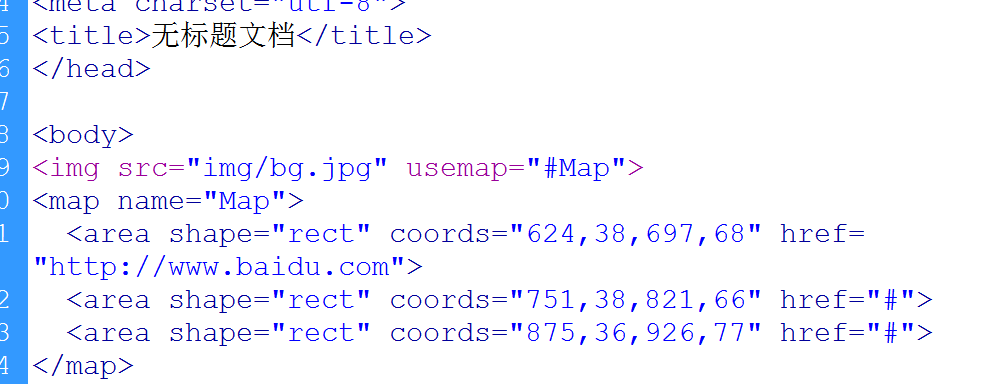 4 <meta charset="utf-8">
5 <title>无标题文档</title>
6 </head>
7
8 <body>
9 <img src="img/bg.jpg" usemap="#Map">
0 <map name="Map">
1 <area shape="rect" coords="624,38,697,68" href=
"http://www.baidu.com">
2 <area shape="rect" coords="751,38,821,66" href="#">
3 <area shape="rect" coords="875,36,926,77" href="#">
4 </map>